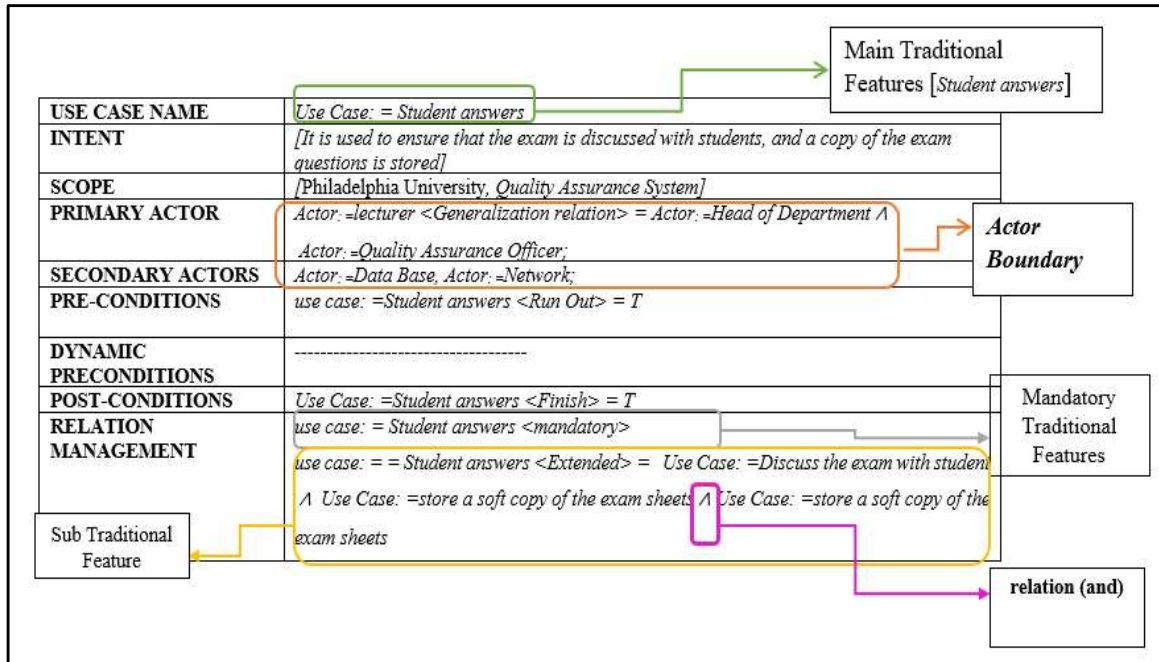 Main Traditional
Features [Student answers]
USE CASE NAME
Use Case: = Student answers
INTENT
[It is used to ensure that the exam is discussed with students, and a copy of the exam
questions is stored]
SCOPE
[Philadelphia University, Quality Assurance System]
PRIMARY ACTOR
Actor: =lecturer <Generalization relation> = Actor: =Head of Department Λ
Actor: =Quality Assurance Officer;
Actor
Boundary
SECONDARY ACTORS
Actor: =Data Base, Actor: =Network;
PRE-CONDITIONS
use case: =Student answers <Run Out> = T
DYNAMIC
PRECONDITIONS
------------------------------------
POST-CONDITIONS
Use Case: =Student answers <Finish> = T
RELATION
MANAGEMENT
use case: = Student answers <mandatory>
Mandatory
Traditional
Features
use case: = = Student answers <Extended> = Use Case: =Discuss the exam with student
Λ Use Case: =store a soft copy of the exam sheets Λ Use Case: =store a soft copy of the
exam sheets
Sub Traditional
Feature
relation (and)